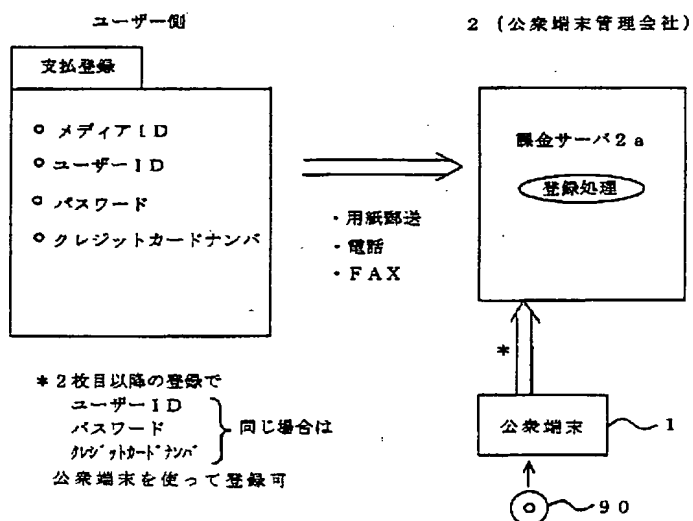 ユーザー側
2 (公衆端末管理会社)
支払登録
○ メディアID
○ ユーザーID
○ パスワード
○ クレジットカードナンバ
・用紙郵送
・電話
・FAX
課金サーバ2a
登録処理
*
*2枚目以降の登録で
ユーザーID
パスワード
クレジットカードナンバ
同じ場合は
公衆端末を使って登録可
公衆端末
1
90